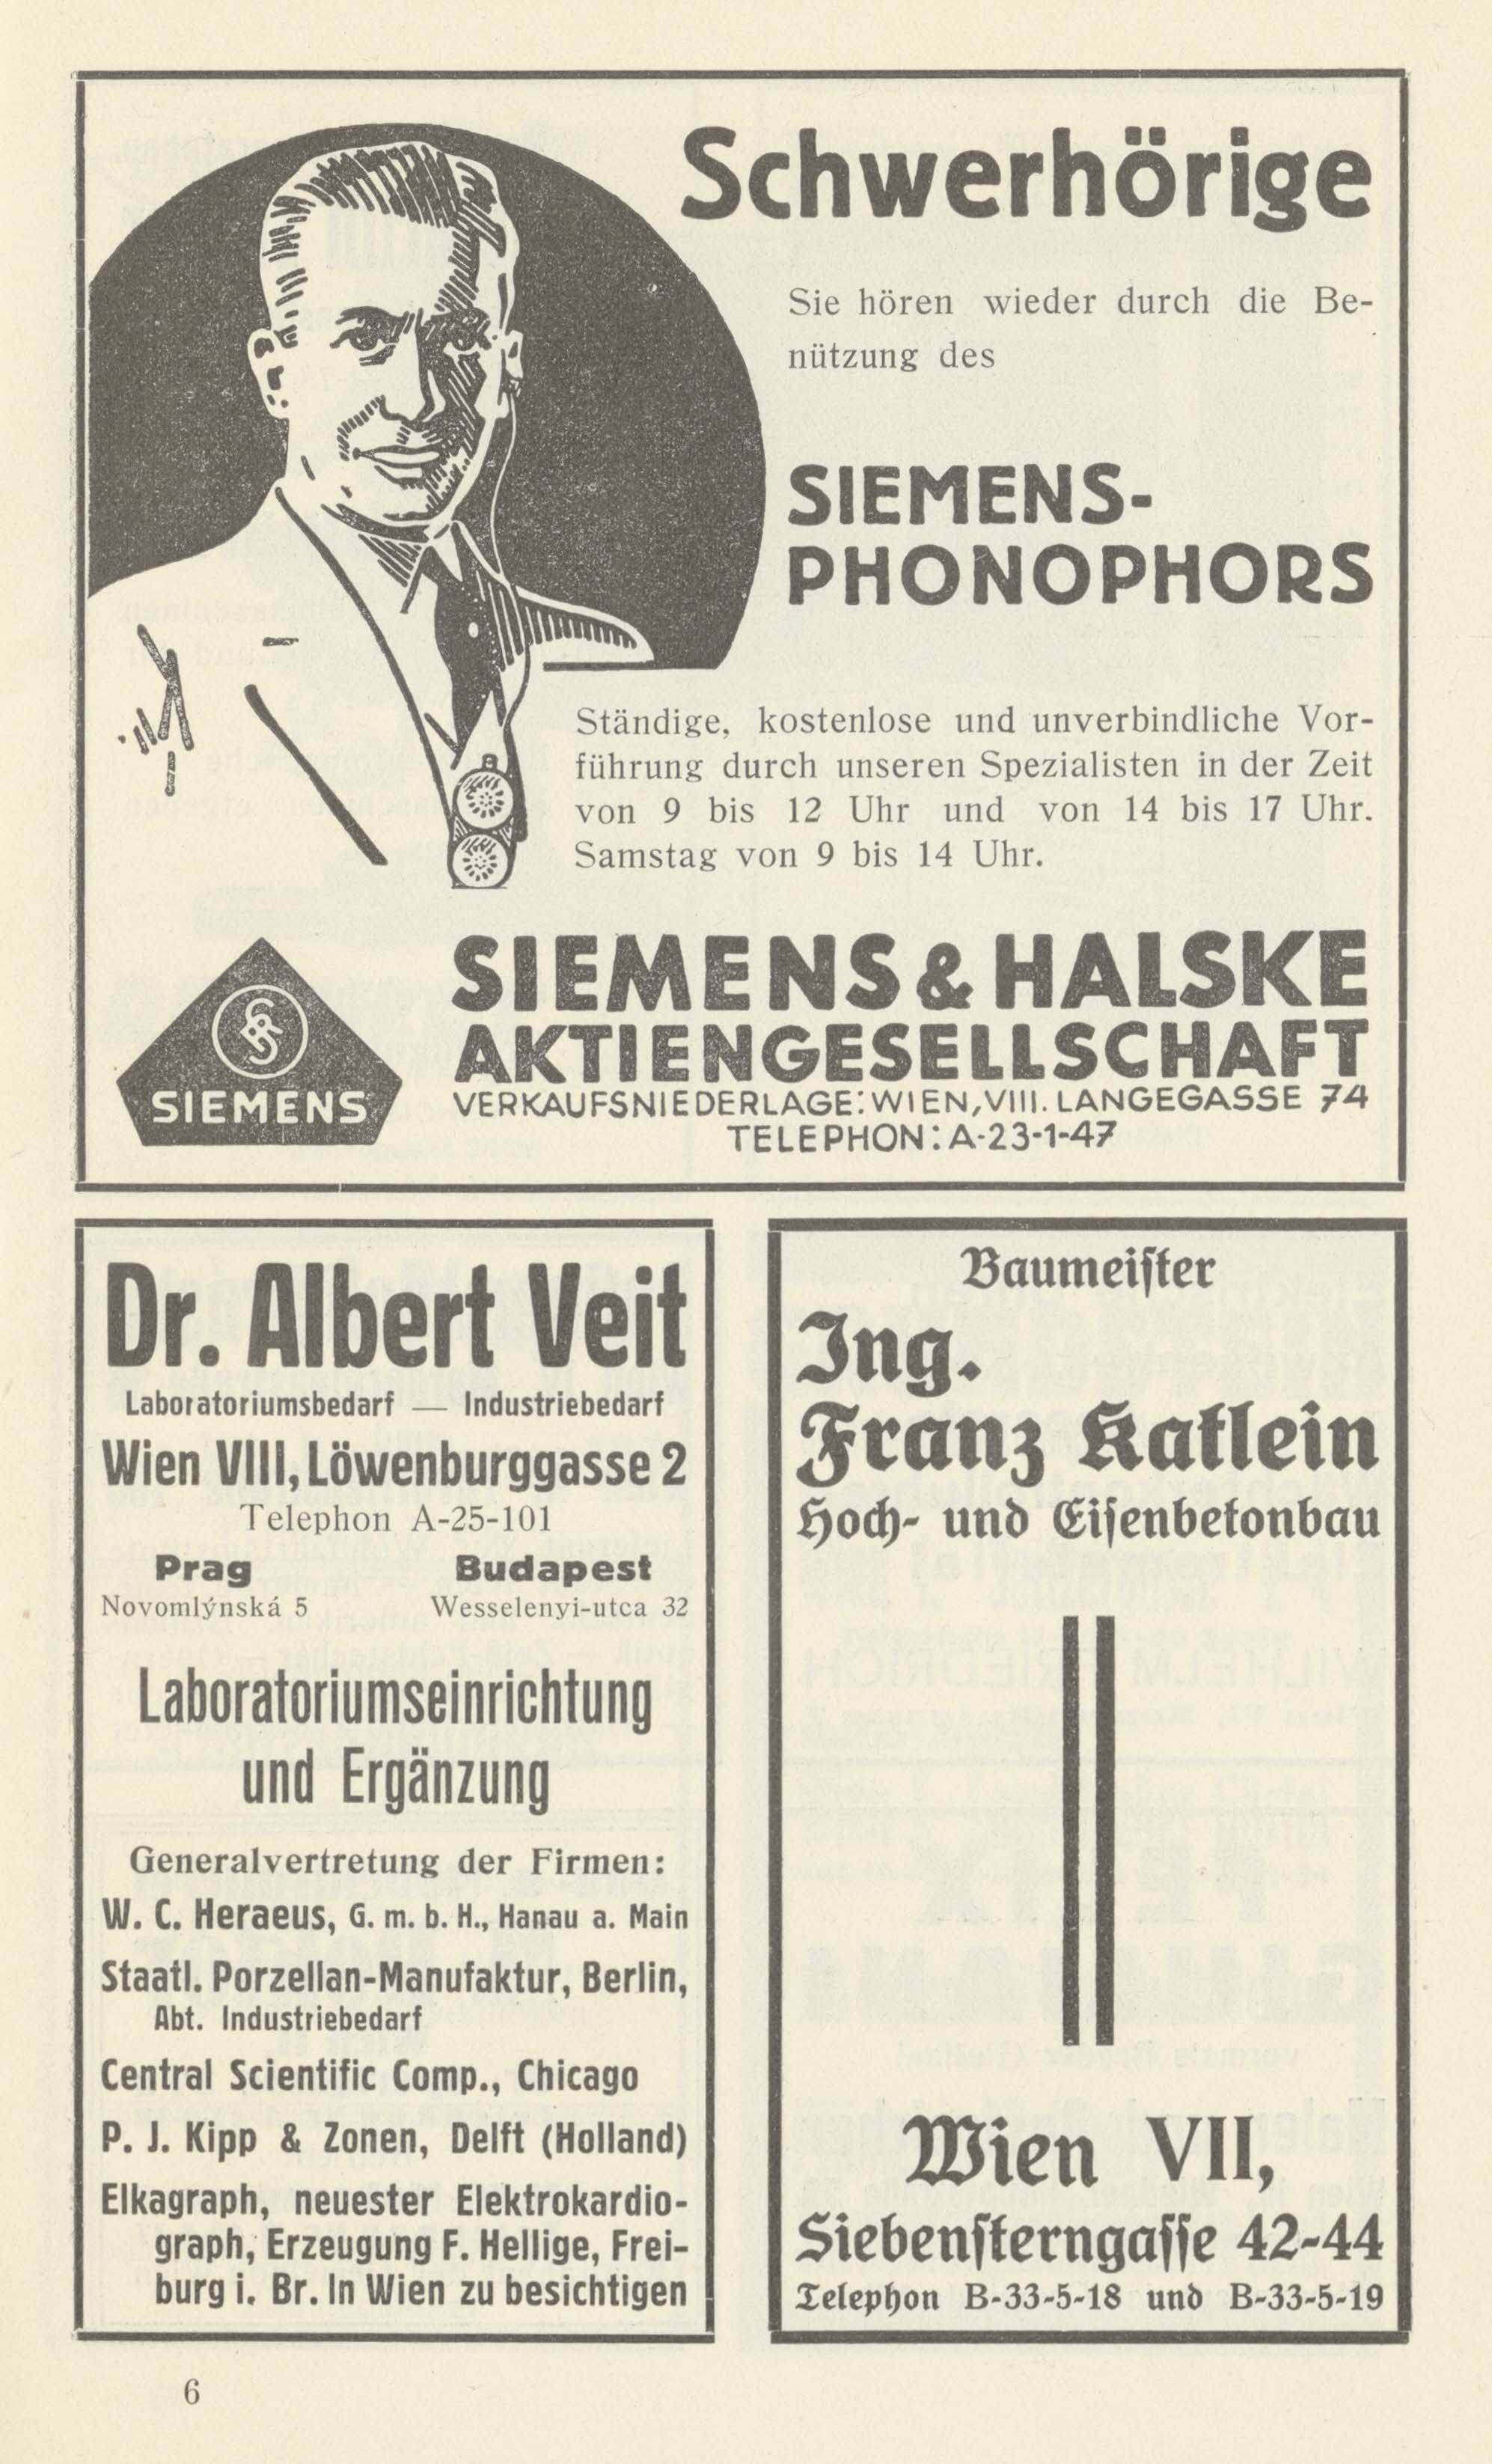 Schwerhörige
Sie hören wieder durch die Be-
nützung des
SIEMENS-
PHONOPHORS
Ständige, kostenlose und unverbindliche Vor-
führung durch unseren Spezialisten in der Zeit
von 9 bis 12 Uhr und von 14 bis 17 Uhr.
Samstag von 9 bis 14 Uhr.
SIEMENS
SIEMENS & HALSKE
AKTIENGESELLSCHAFT
VERKAUFSNIEDERLAGE: WIEN, VIII. LANGEGASSE 74
TELEPHON: A-23-1-47
Dr. Albert Veit
Laboratoriumsbedarf — Industriebedarf
Wien VIII, Löwenburggasse 2
Telephon A-25-101
Prag Budapest
Novomlýnská 5 Wesselenyi-utca 32
Laboratoriumseinrichtung
und Ergänzung
Generalvertretung der Firmen:
W. C. Heraeus, G. m. b. H., Hanau a. Main
Staatl. Porzellan-Manufaktur, Berlin,
Abt. Industriebedarf
Central Scientific Comp., Chicago
P. J. Kipp & Zonen, Delft (Holland)
Elkagraph, neuester Elektrokardio-
graph, Erzeugung F. Hellige, Frei-
burg i. Br. In Wien zu besichtigen
Baumeiſter
Ing.
Franz Katlein
Hoch- und Eiſenbetonbau
Wien VII,
Siebenſterngaſſe 42-44
Telephon B-33-5-18 und B-33-5-19
6